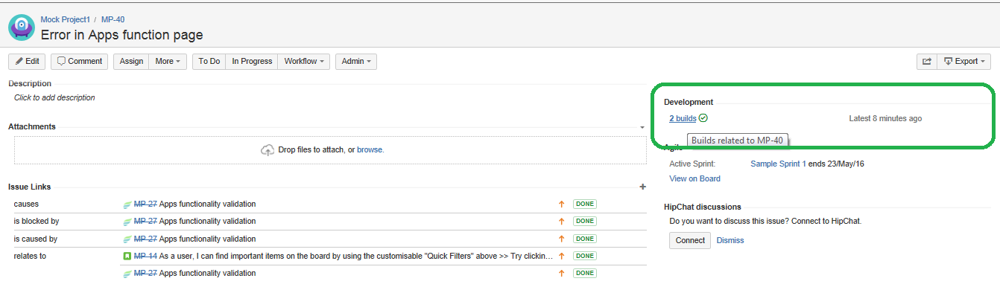 Mock Project1 / MP-40
Error in Apps function page
Edit Comment Assign More To Do In Progress Workflow Admin Export
Description
Click to add description
Attachments
Drop files to attach, or browse.
Issue Links
causes MP-27 Apps functionality validation DONE
is blocked by MP-27 Apps functionality validation DONE
is caused by MP-27 Apps functionality validation DONE
relates to MP-14 As a user, I can find important items on the board by using the customisable "Quick Filters" above >> Try clickin... DONE
MP-27 Apps functionality validation DONE
Development
2 builds Latest 8 minutes ago
Builds related to MP-40
Agile
Active Sprint: Sample Sprint 1 ends 23/May/16
View on Board
HipChat discussions
Do you want to discuss this issue? Connect to HipChat.
Connect Dismiss